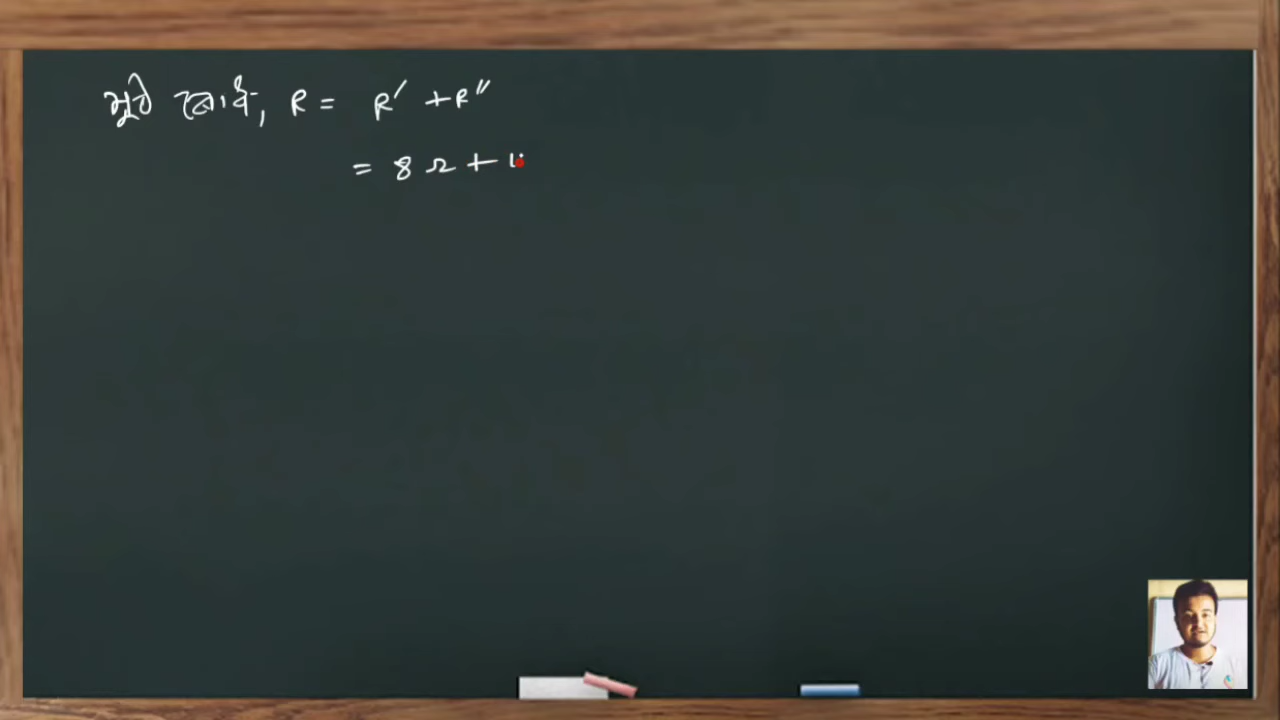 মুঠ ৰোধ, R = R′ + R″
= 8 Ω +